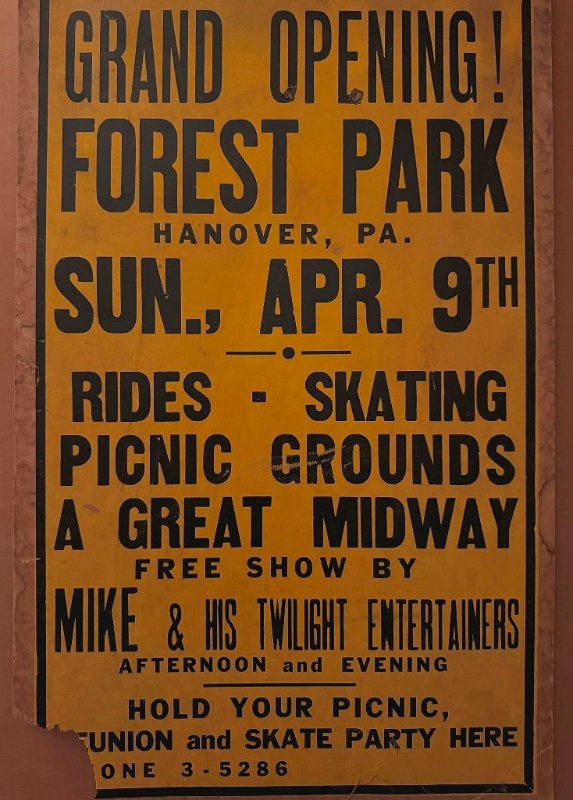 GRAND OPENING!
FOREST PARK
HANOVER, PA.
SUN., APR. 9TH
RIDES - SKATING
PICNIC GROUNDS
A GREAT MIDWAY
FREE SHOW BY
MIKE & HIS TWILIGHT ENTERTAINERS
AFTERNOON and EVENING
HOLD YOUR PICNIC,
EUNION and SKATE PARTY HERE
ONE 3-5286